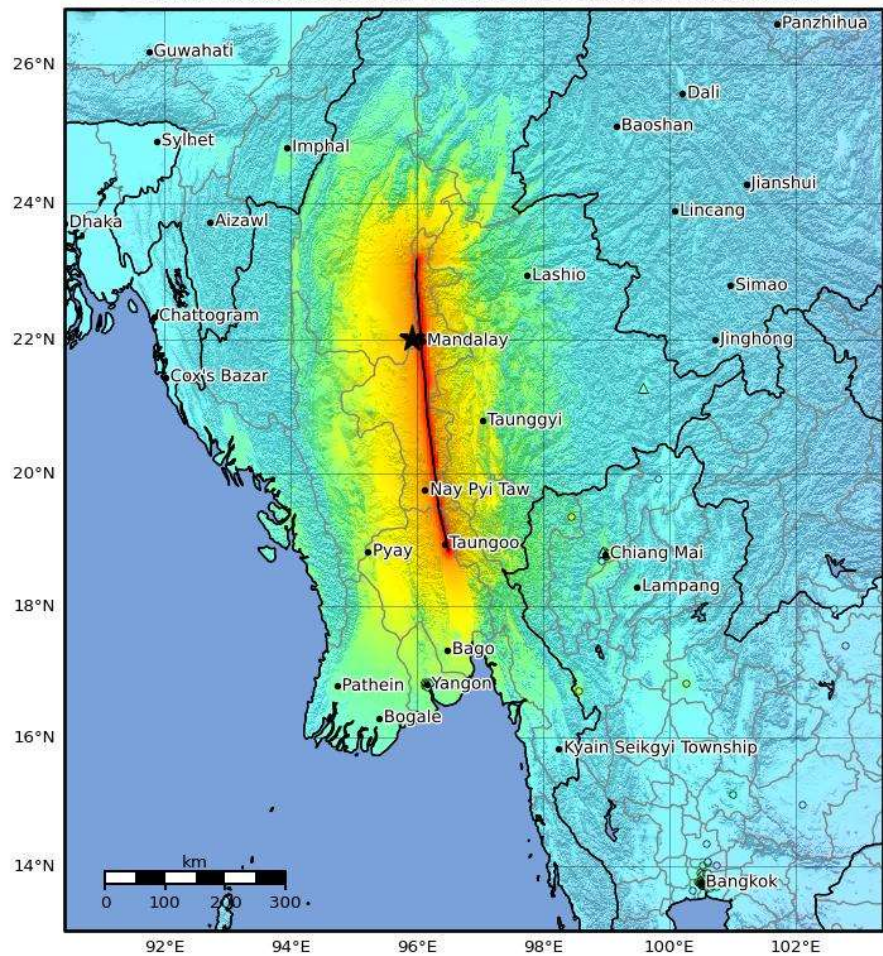 Panzhihua
26°N
Guwahati
Dali
Baoshan
Sylhet
Imphal
Jianshui
24°N
Lincang
Dhaka
Aizawl
Lashio
Simao
Chattogram
22°N
Mandalay
Jinghong
Cox's Bazar
Taunggyi
20°N
Nay Pyi Taw
Taungoo
Pyay
Chiang Mai
Lampang
18°N
Bago
Pathein
Yangon
Bogale
16°N
Kyain Seikgyi Township
14°N
km
Bangkok
0 100 200 300
92°E 94°E 96°E 98°E 100°E 102°E